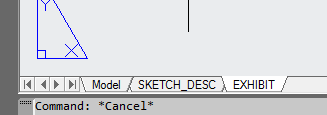 Y
X
Model SKETCH_DESC EXHIBIT
Command: *Cancel*